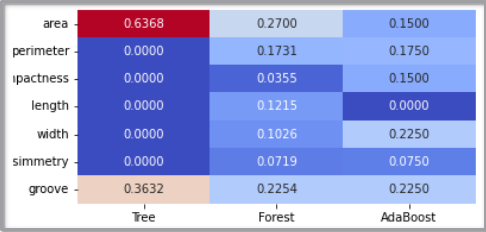 area 0.6368 0.2700 0.1500
perimeter 0.0000 0.1731 0.1750
npactness 0.0000 0.0355 0.1500
length 0.0000 0.1215 0.0000
width 0.0000 0.1026 0.2250
simmetry 0.0000 0.0719 0.0750
groove 0.3632 0.2254 0.2250
Tree Forest AdaBoost